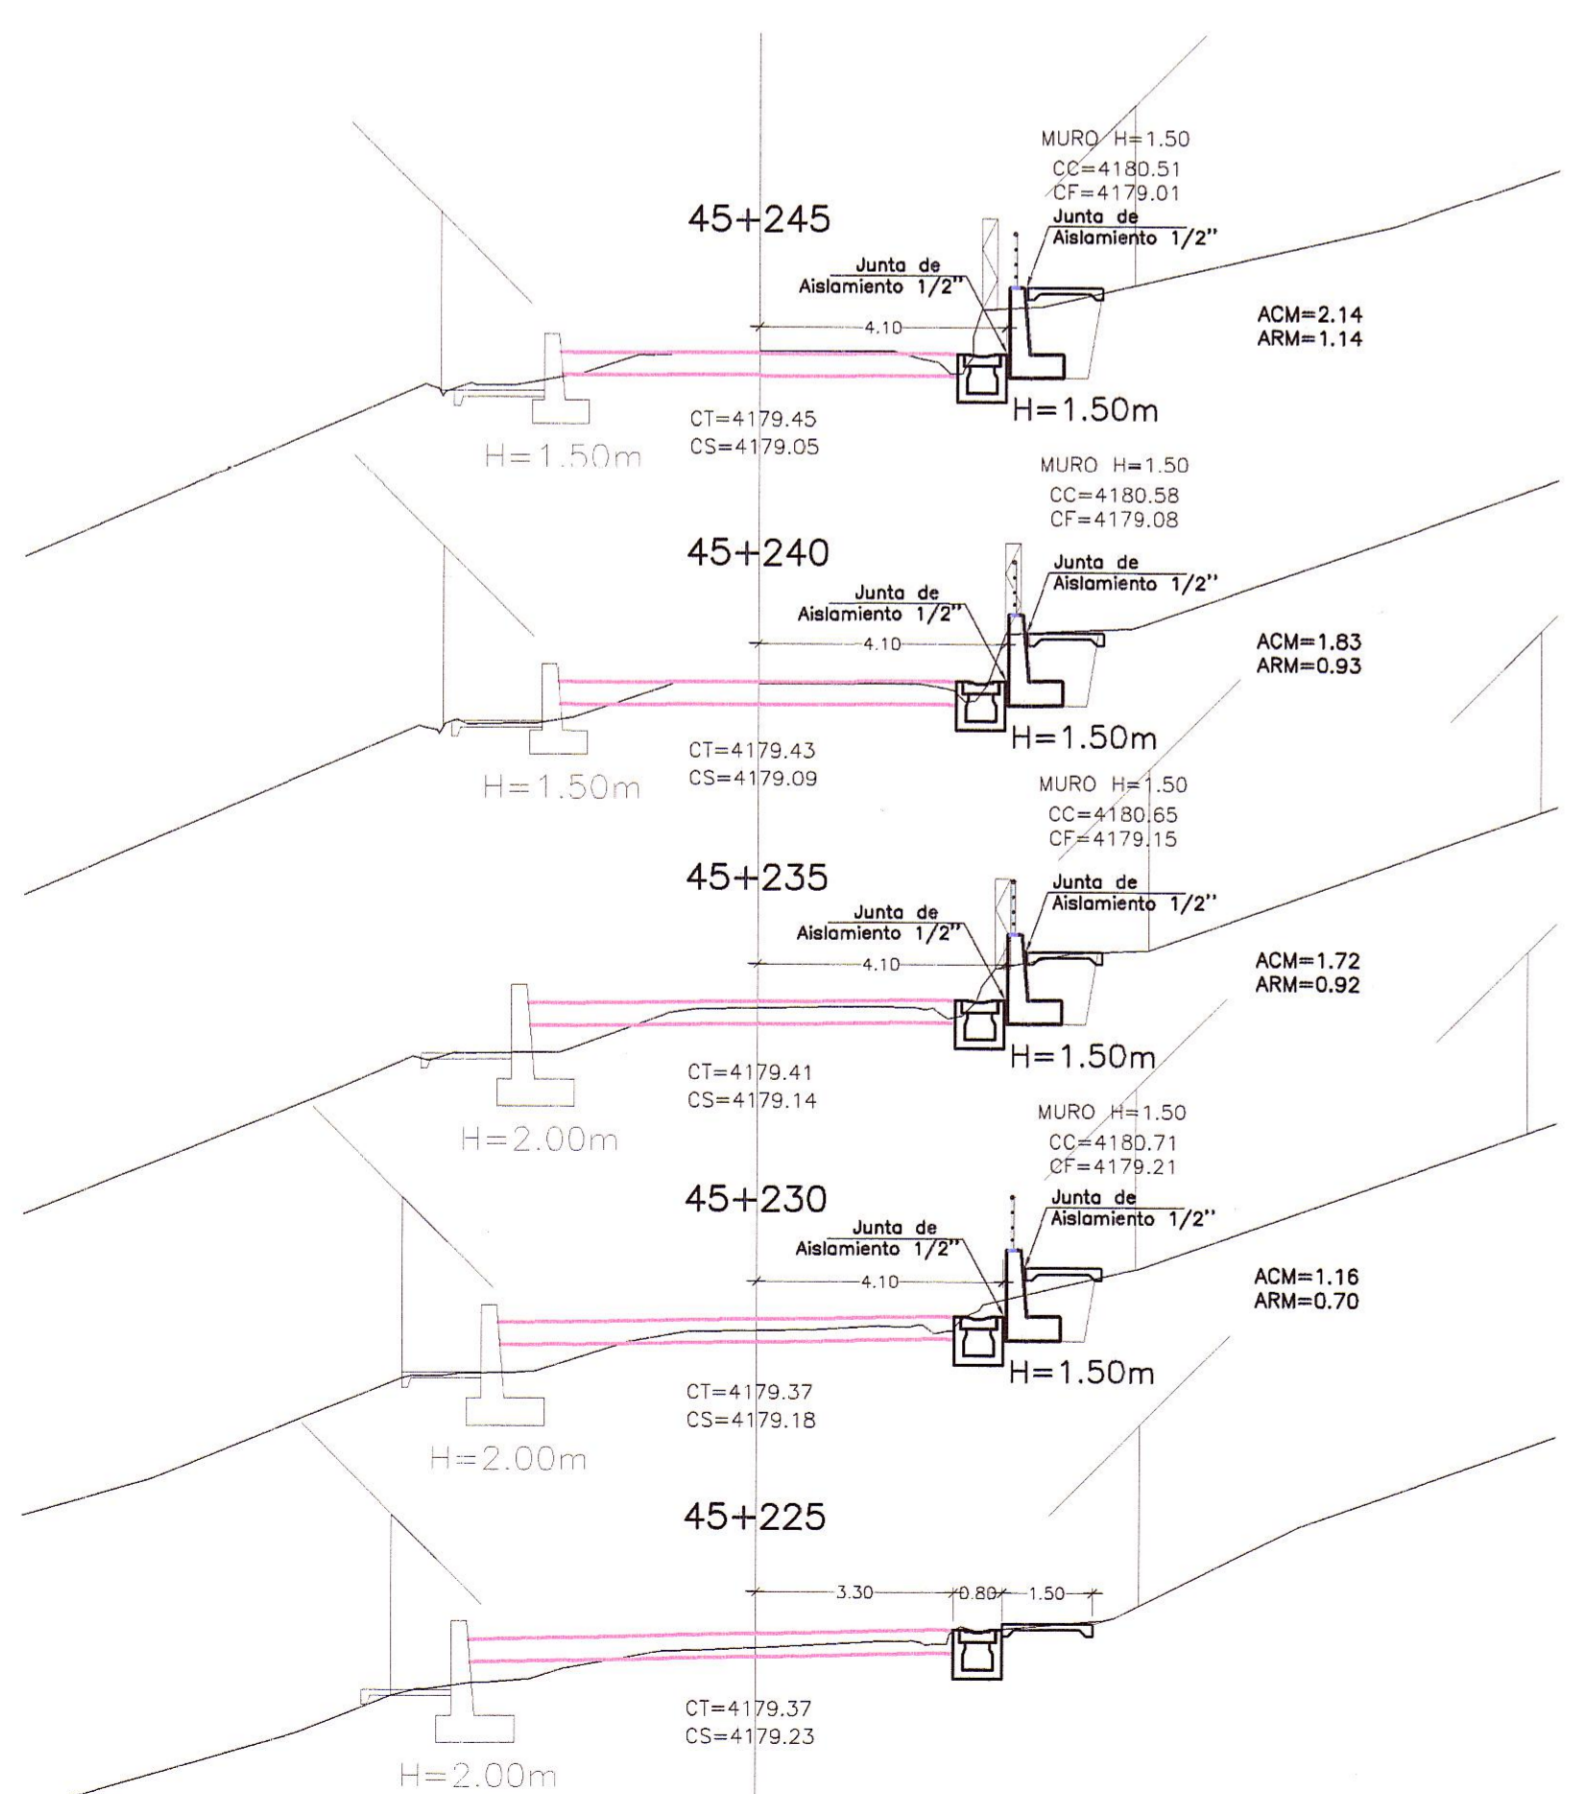 MURO H=1.50
CC=4180.51
CF=4179.01
45+245
Junta de
Aislamiento 1/2"
Junta de
Aislamiento 1/2"
4.10
ACM=2.14
ARM=1.14
H=1.50m
CT=4179.45
CS=4179.05
H=1.50m
MURO H=1.50
CC=4180.58
CF=4179.08
45+240
Junta de
Aislamiento 1/2"
Junta de
Aislamiento 1/2"
4.10
ACM=1.83
ARM=0.93
H=1.50m
CT=4179.43
CS=4179.09
H=1.50m
MURO H=1.50
CC=4180.65
CF=4179.15
45+235
Junta de
Aislamiento 1/2"
Junta de
Aislamiento 1/2"
4.10
ACM=1.72
ARM=0.92
H=1.50m
CT=4179.41
CS=4179.14
H=2.00m
MURO H=1.50
CC=4180.71
CF=4179.21
45+230
Junta de
Aislamiento 1/2"
Junta de
Aislamiento 1/2"
4.10
ACM=1.16
ARM=0.70
H=1.50m
CT=4179.37
CS=4179.18
H=2.00m
45+225
3.30 0.80 1.50
CT=4179.37
CS=4179.23
H=2.00m